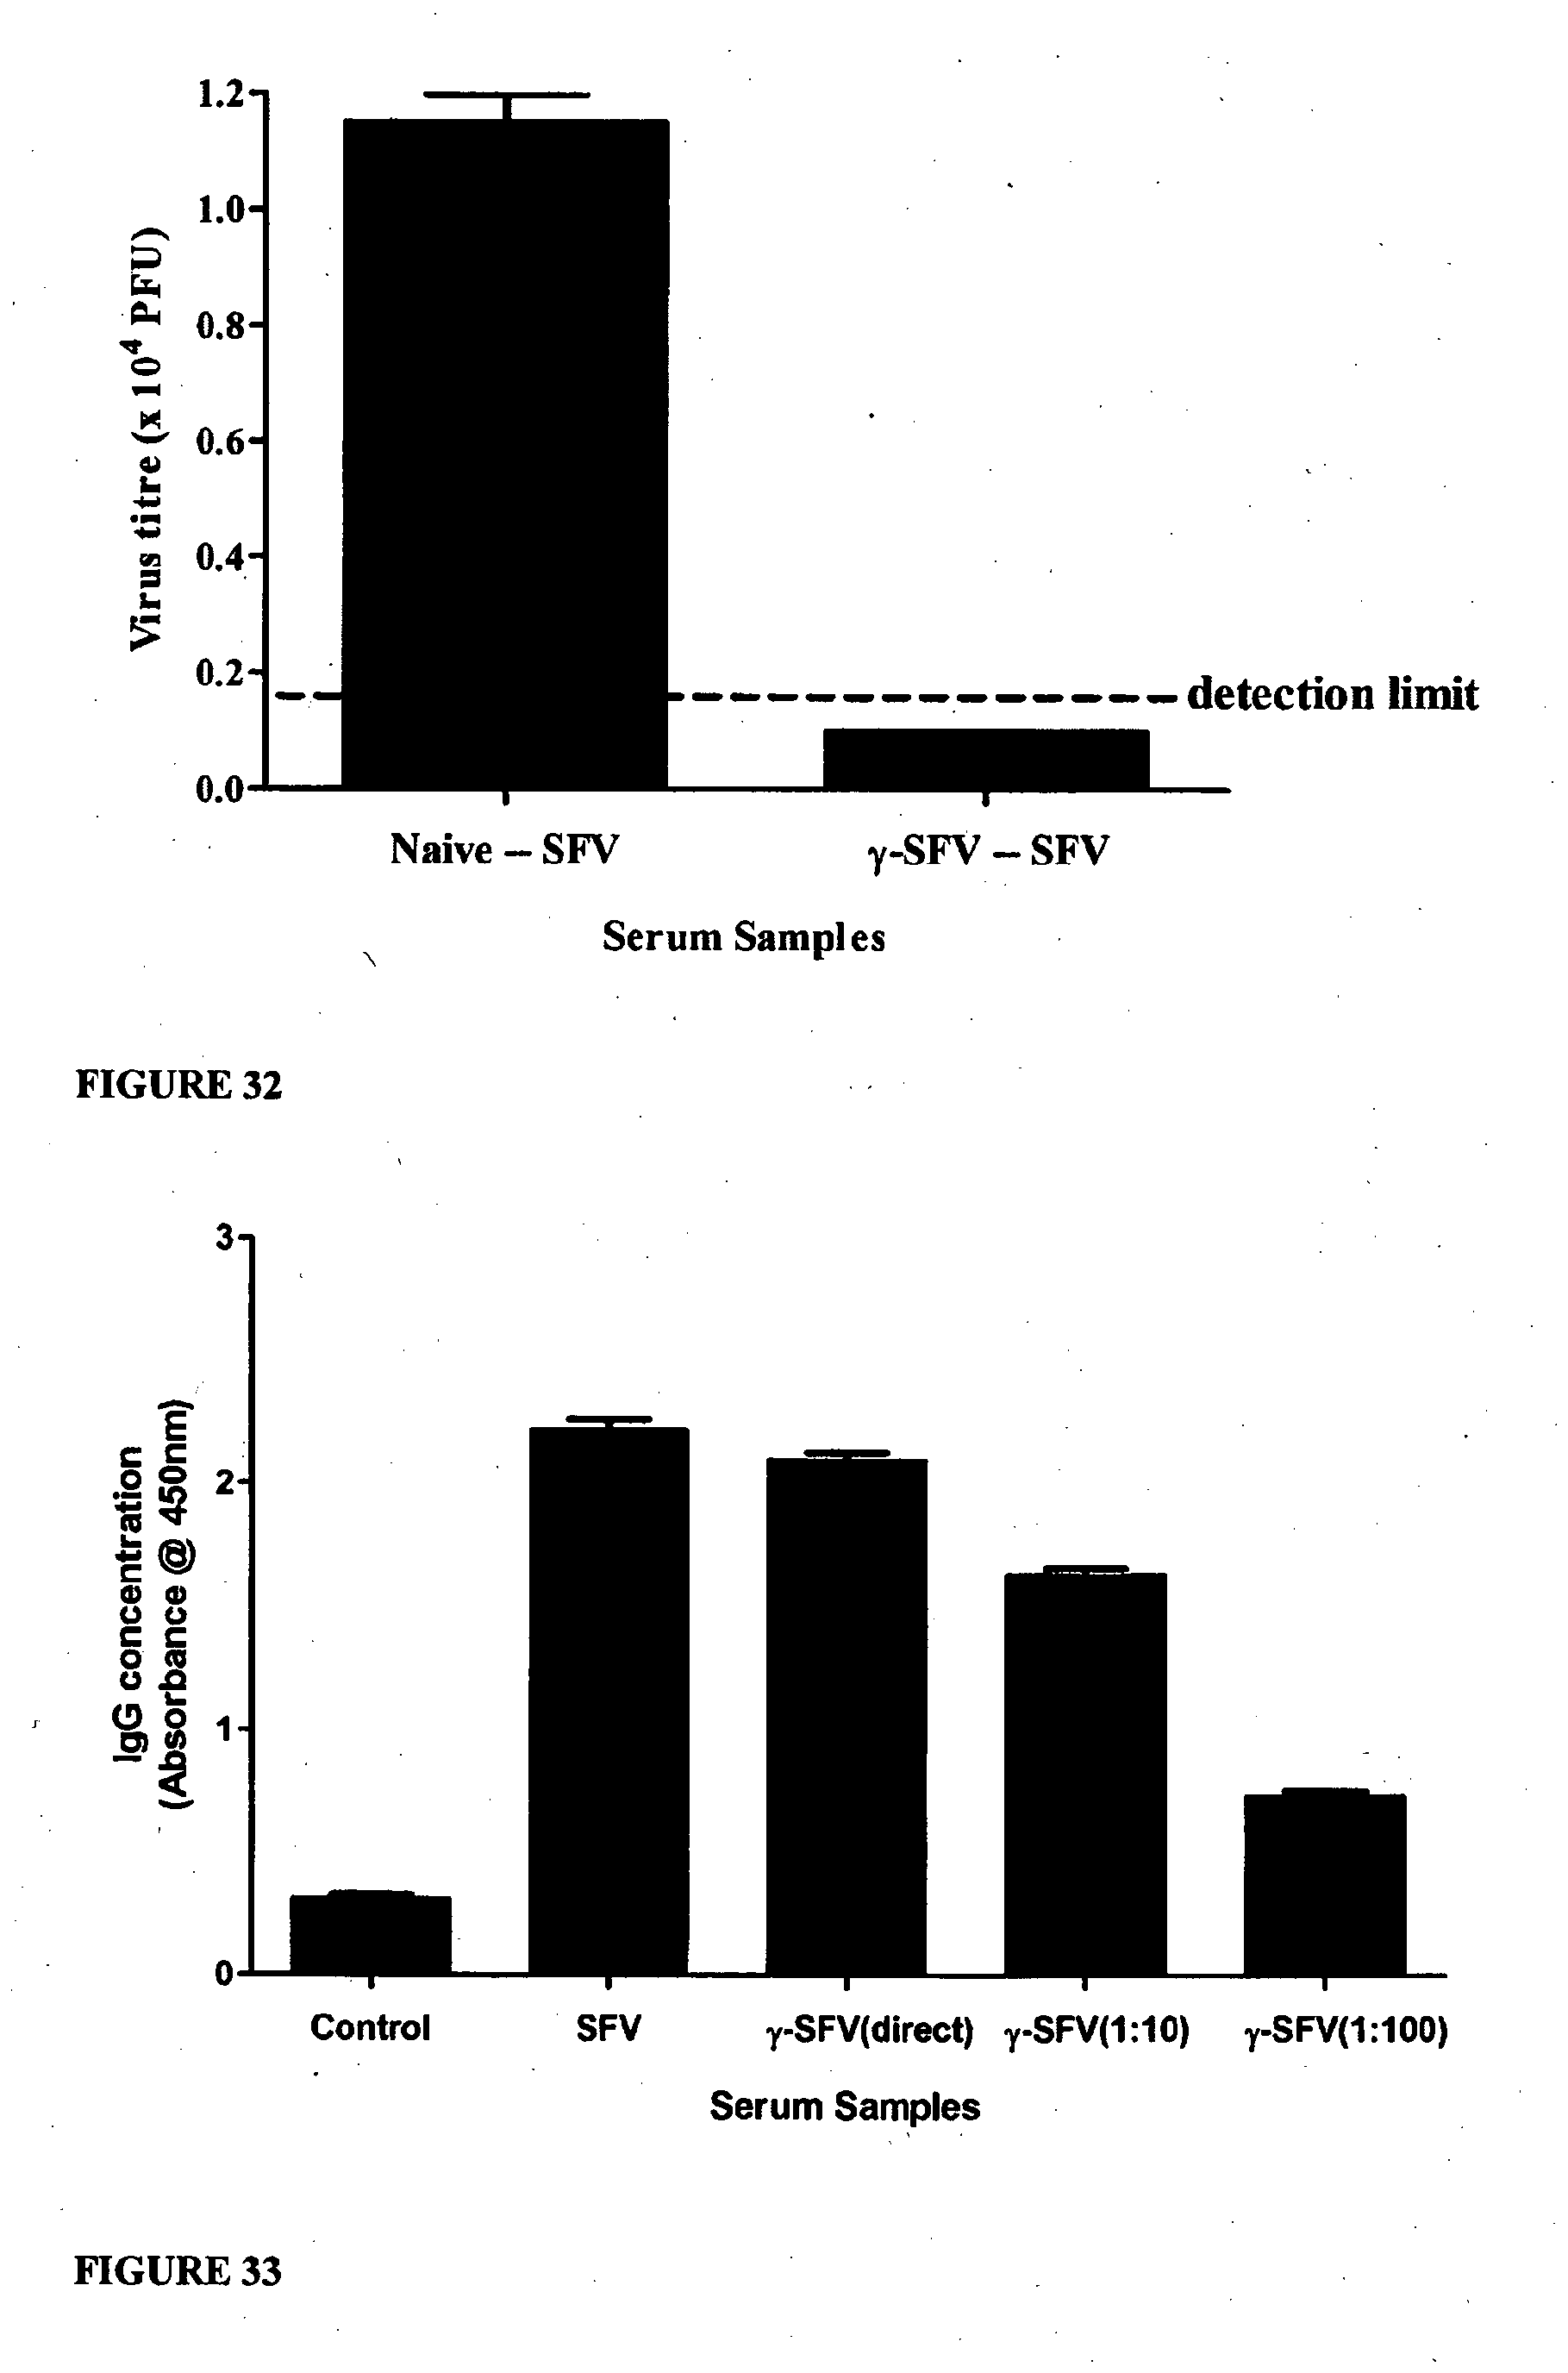 1.2
1.0
0.8
0.6
0.4
0.2
0.0
Virus titre (x 10⁴ PFU)
detection limit
Naive – SFV γ-SFV – SFV
Serum Samples
FIGURE 32
3
2
1
0
IgG concentration
(Absorbance @ 450nm)
Control SFV γ-SFV(direct) γ-SFV(1:10) γ-SFV(1:100)
Serum Samples
FIGURE 33